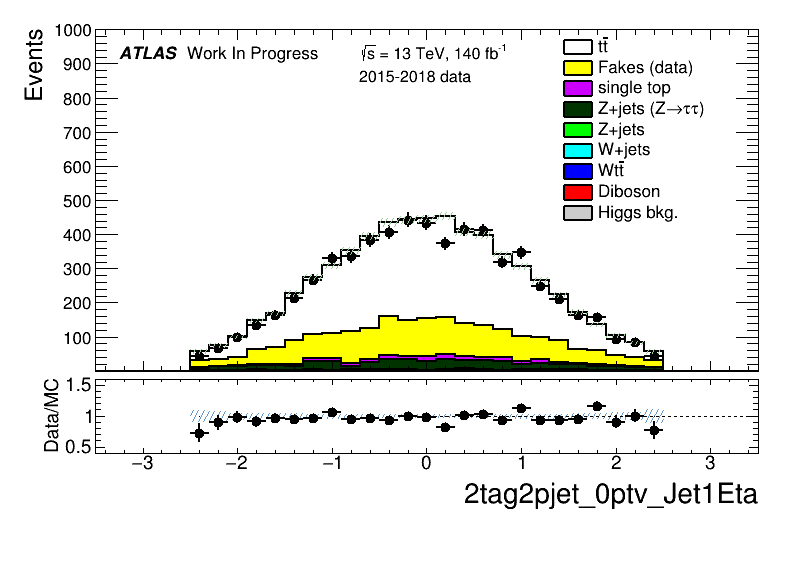 Events
1000
900
800
700
600
500
400
300
200
100
ATLAS Work In Progress
√s = 13 TeV, 140 fb⁻¹
2015-2018 data
tt̄
Fakes (data)
single top
Z+jets (Z→ττ)
Z+jets
W+jets
Wtt̄
Diboson
Higgs bkg.
Data/MC
1.5
1
0.5
−3 −2 −1 0 1 2 3
2tag2pjet_0ptv_Jet1Eta